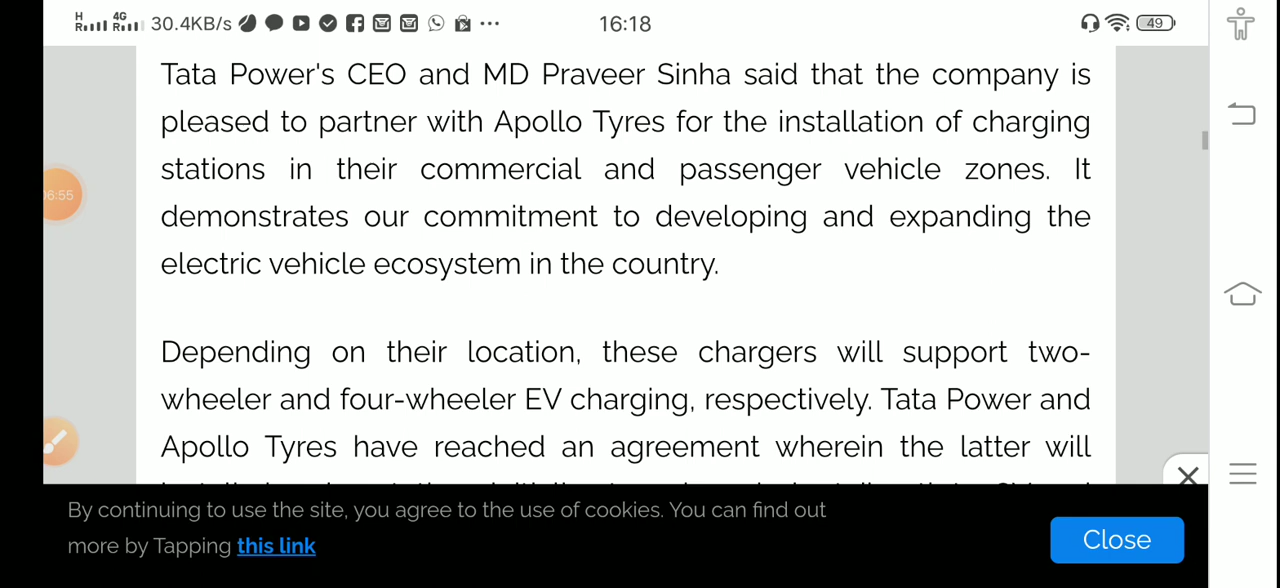 H R 4G R 30.4KB/s 16:18 49
Tata Power's CEO and MD Praveer Sinha said that the company is
pleased to partner with Apollo Tyres for the installation of charging
stations in their commercial and passenger vehicle zones. It
demonstrates our commitment to developing and expanding the
electric vehicle ecosystem in the country.
06:55
Depending on their location, these chargers will support two-
wheeler and four-wheeler EV charging, respectively. Tata Power and
Apollo Tyres have reached an agreement wherein the latter will
By continuing to use the site, you agree to the use of cookies. You can find out
more by Tapping this link
Close